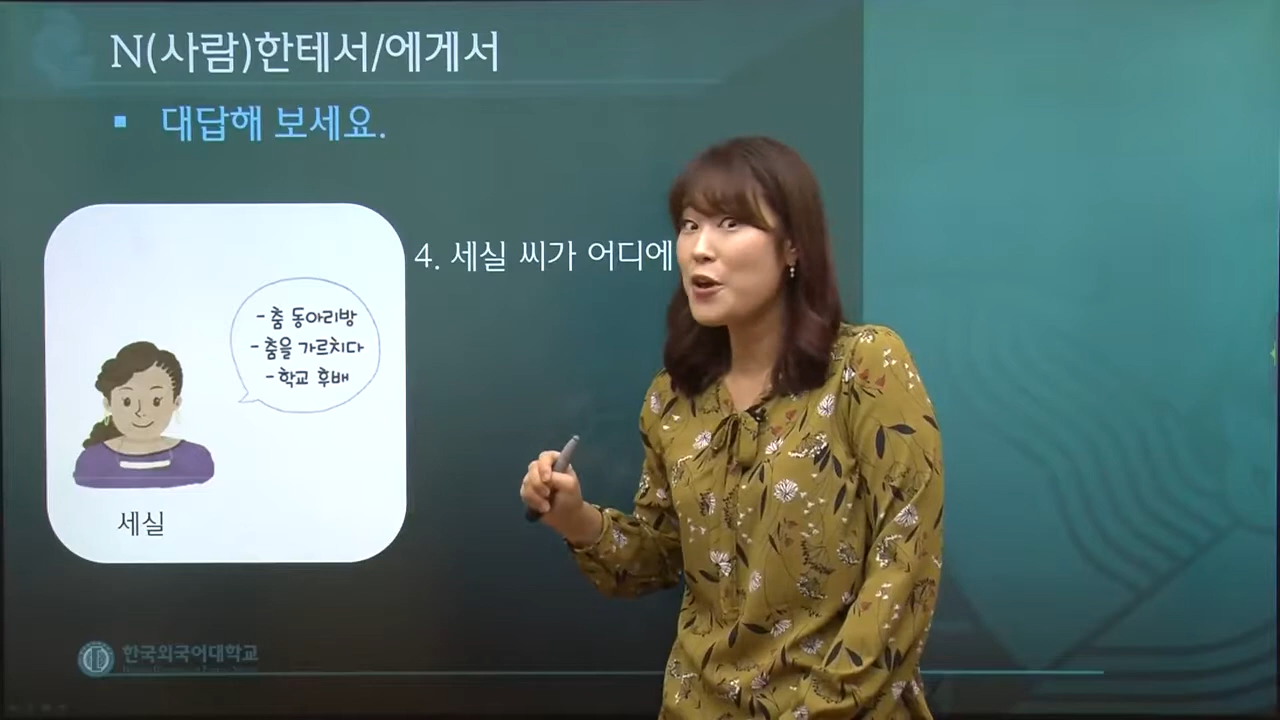 N(사람)한테서/에게서
▪ 대답해 보세요.
4. 세실 씨가 어디에
- 춤 동아리방
- 춤을 가르치다
- 학교 후배
세실
한국외국어대학교